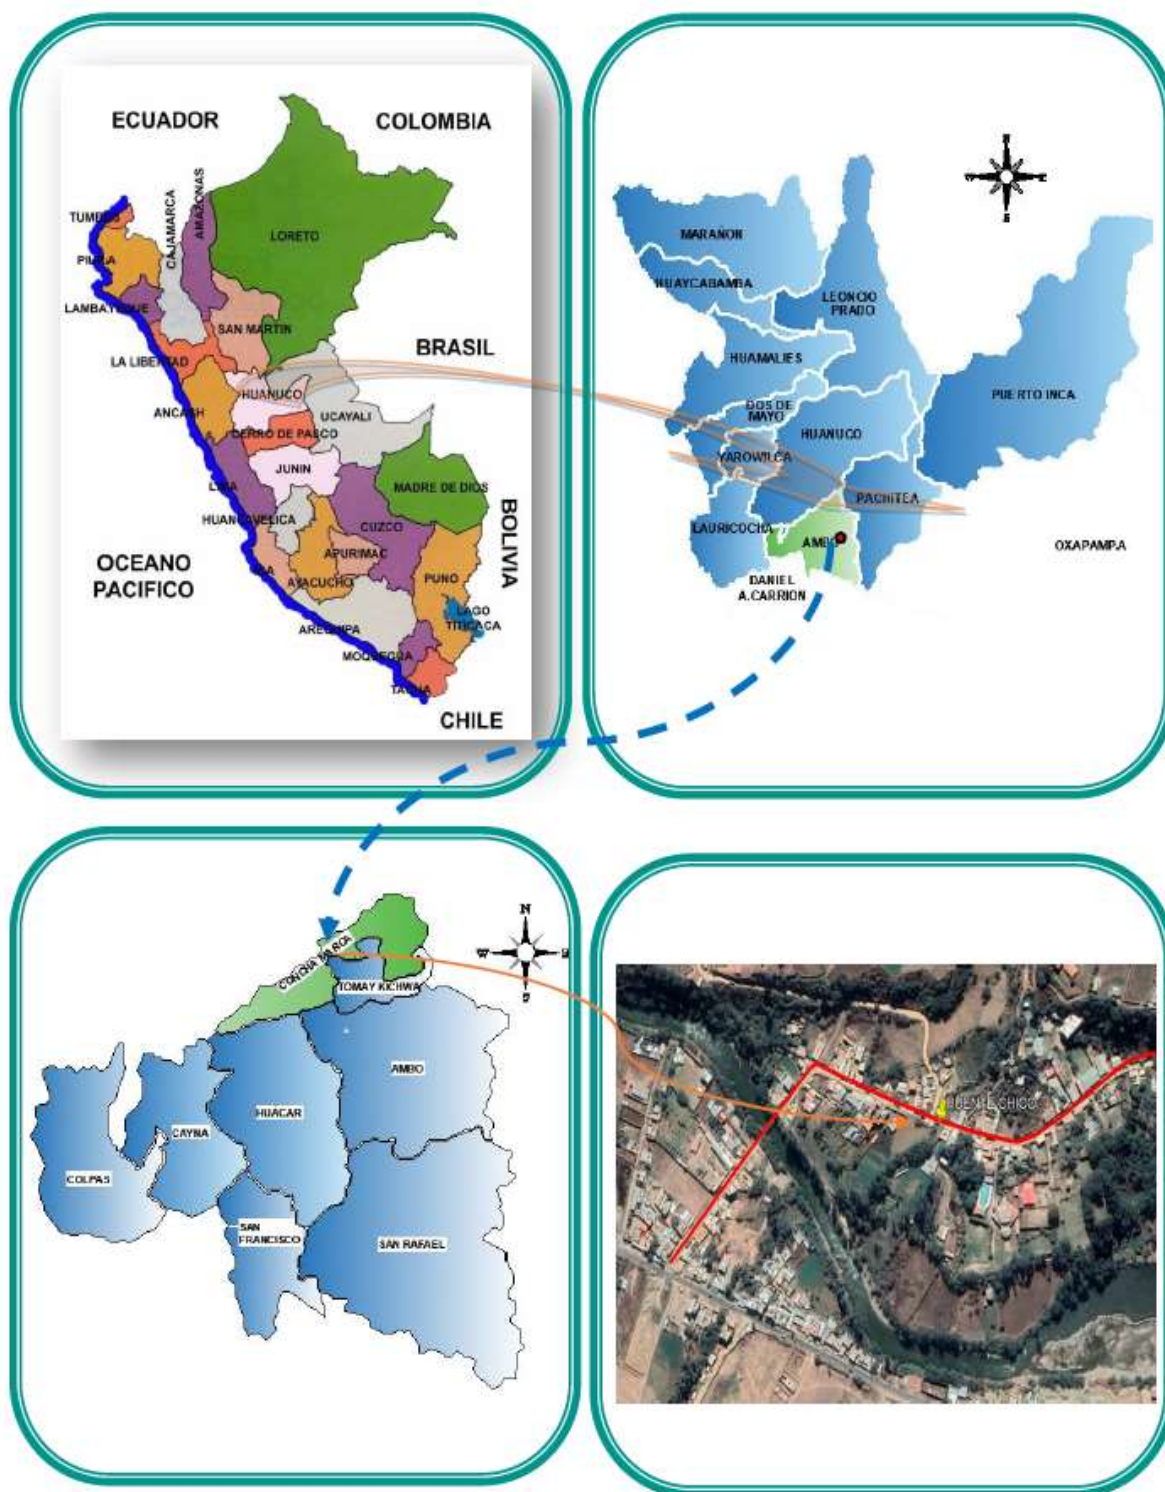 ECUADOR
COLOMBIA
TUMBES
CAJAMARCA
AMAZONAS
LORETO
LAMBAYEQUE
SAN MARTIN
LA LIBERTAD
BRASIL
HUANUCO
ANCASH
UCAYALI
CERRO DE PASCO
JUNIN
LIMA
MADRE DE DIOS
HUANCAVELICA
CUZCO
BOLIVIA
OCEANO
PACIFICO
APURIMAC
AYACUCHO
PUNO
LAGO
TITICACA
AREQUIPA
MOQUEGUA
TACNA
CHILE
N
W
E
S
MARAÑON
HUAYCABAMBA
LEONCIO
PRADO
HUAMALIES
PUERTO INCA
DOS DE
MAYO
HUANUCO
YAROWILCA
PACHITEA
LAURICOCHA
AMBO
OXAPAMPA
DANIEL
A.CARRION
N
W
E
S
CONCHAMARCA
TOMAY KICHWA
AMBO
HUACAR
CAYNA
COLPAS
SAN
FRANCISCO
SAN RAFAEL
CHICO